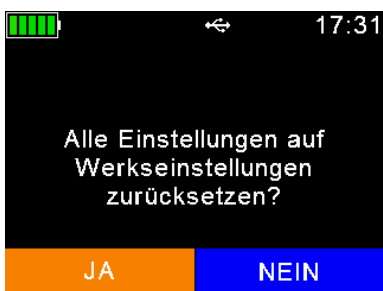 17:31
Alle Einstellungen auf
Werkseinstellungen
zurücksetzen?
JA NEIN